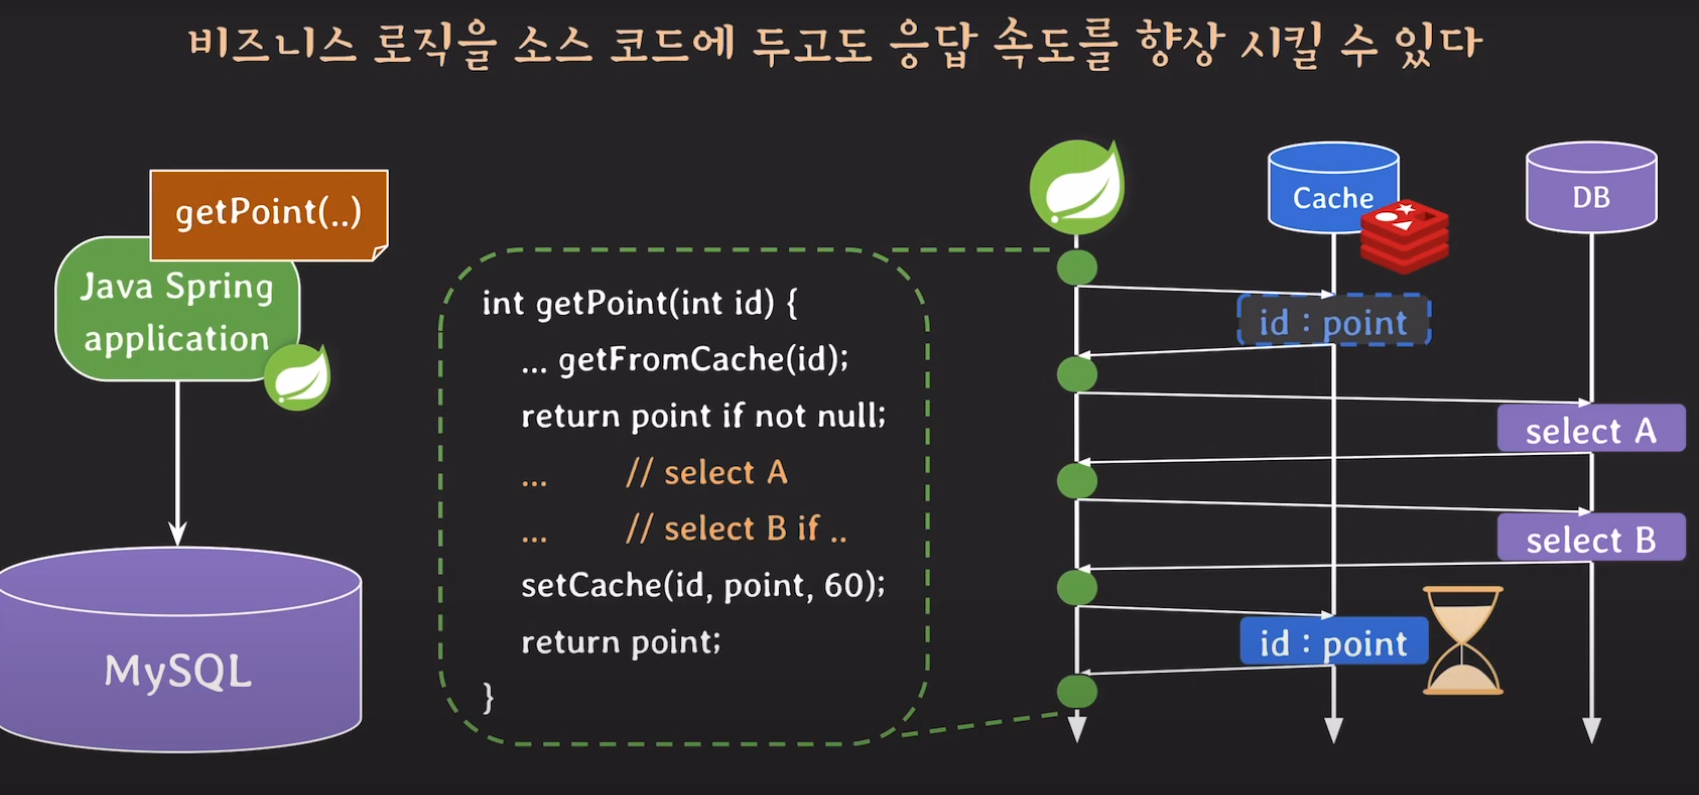 비즈니스 로직을 소스 코드에 두고도 응답 속도를 향상 시킬 수 있다
getPoint(..)
Java Spring
application
MySQL
int getPoint(int id) {
... getFromCache(id);
return point if not null;
... // select A
... // select B if ..
setCache(id, point, 60);
return point;
}
Cache
DB
id : point
select A
select B
id : point